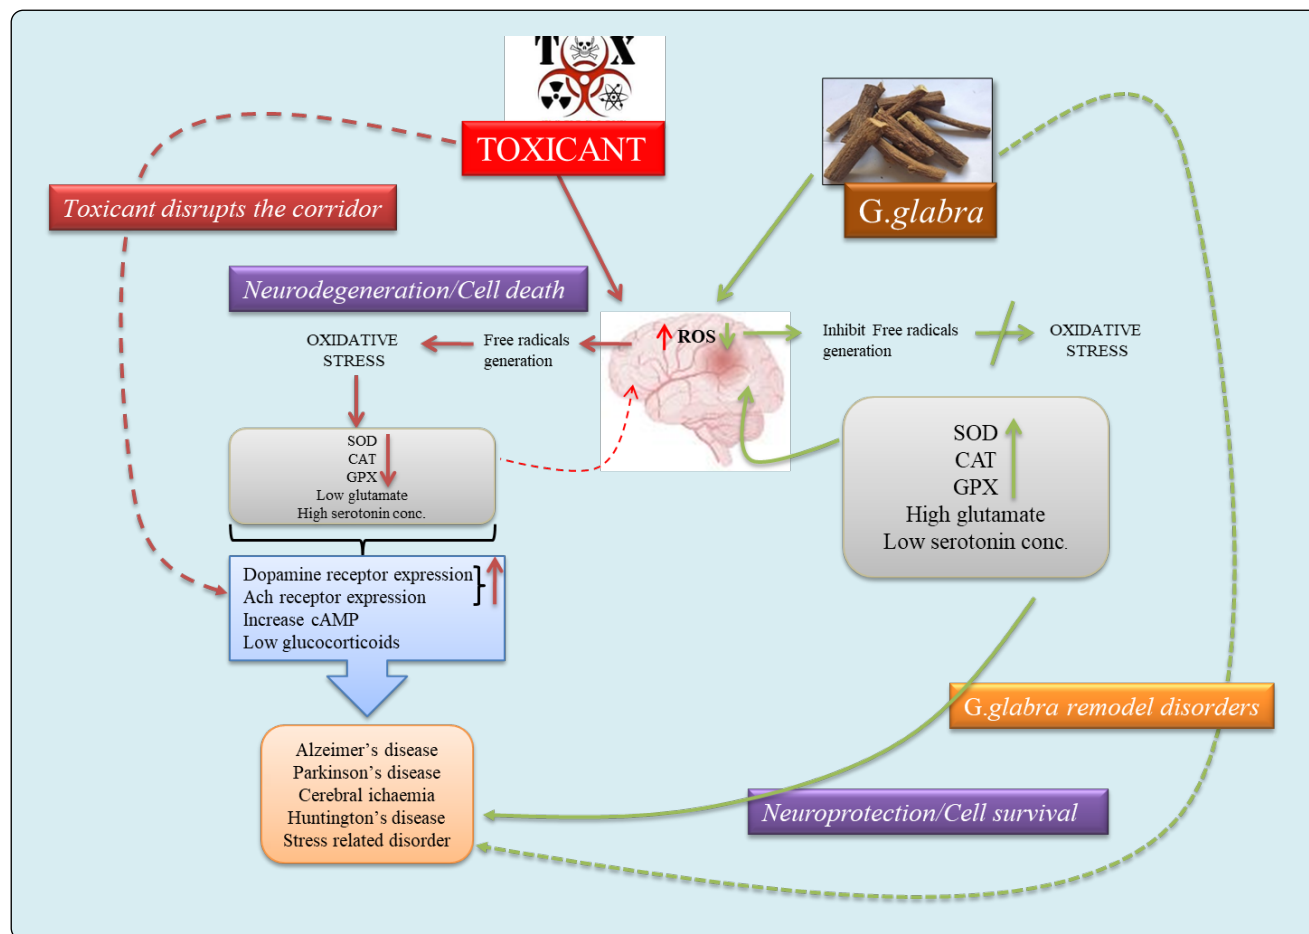 TOX
TOXICANT
G.glabra
Toxicant disrupts the corridor
Neurodegeneration/Cell death
ROS
OXIDATIVE
STRESS
Free radicals
generation
Inhibit Free radicals
generation
OXIDATIVE
STRESS
SOD
CAT
GPX
Low glutamate
High serotonin conc.
SOD
CAT
GPX
High glutamate
Low serotonin conc.
Dopamine receptor expression
Ach receptor expression
Increase cAMP
Low glucocorticoids
G.glabra remodel disorders
Alzeimer’s disease
Parkinson’s disease
Cerebral ichaemia
Huntington’s disease
Stress related disorder
Neuroprotection/Cell survival